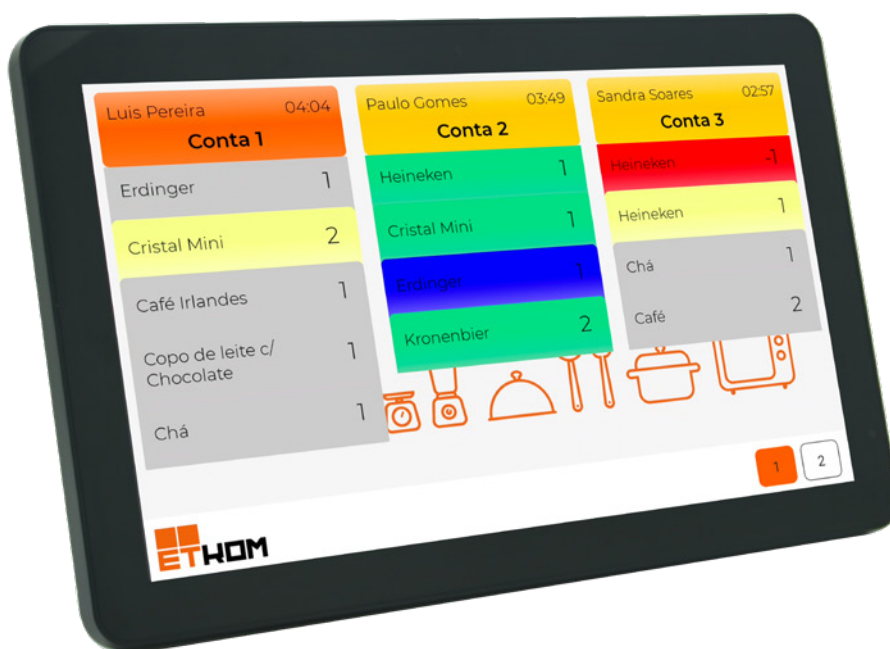 Luis Pereira 04:04
Conta 1
Erdinger 1
Cristal Mini 2
Café Irlandes 1
Copo de leite c/
Chocolate 1
Chá 1
Paulo Gomes 03:49
Conta 2
Heineken 1
Cristal Mini 1
Erdinger 1
Kronenbier 2
Sandra Soares 02:57
Conta 3
Heineken -1
Heineken 1
Chá 1
Café 2
1 2
ETKOM